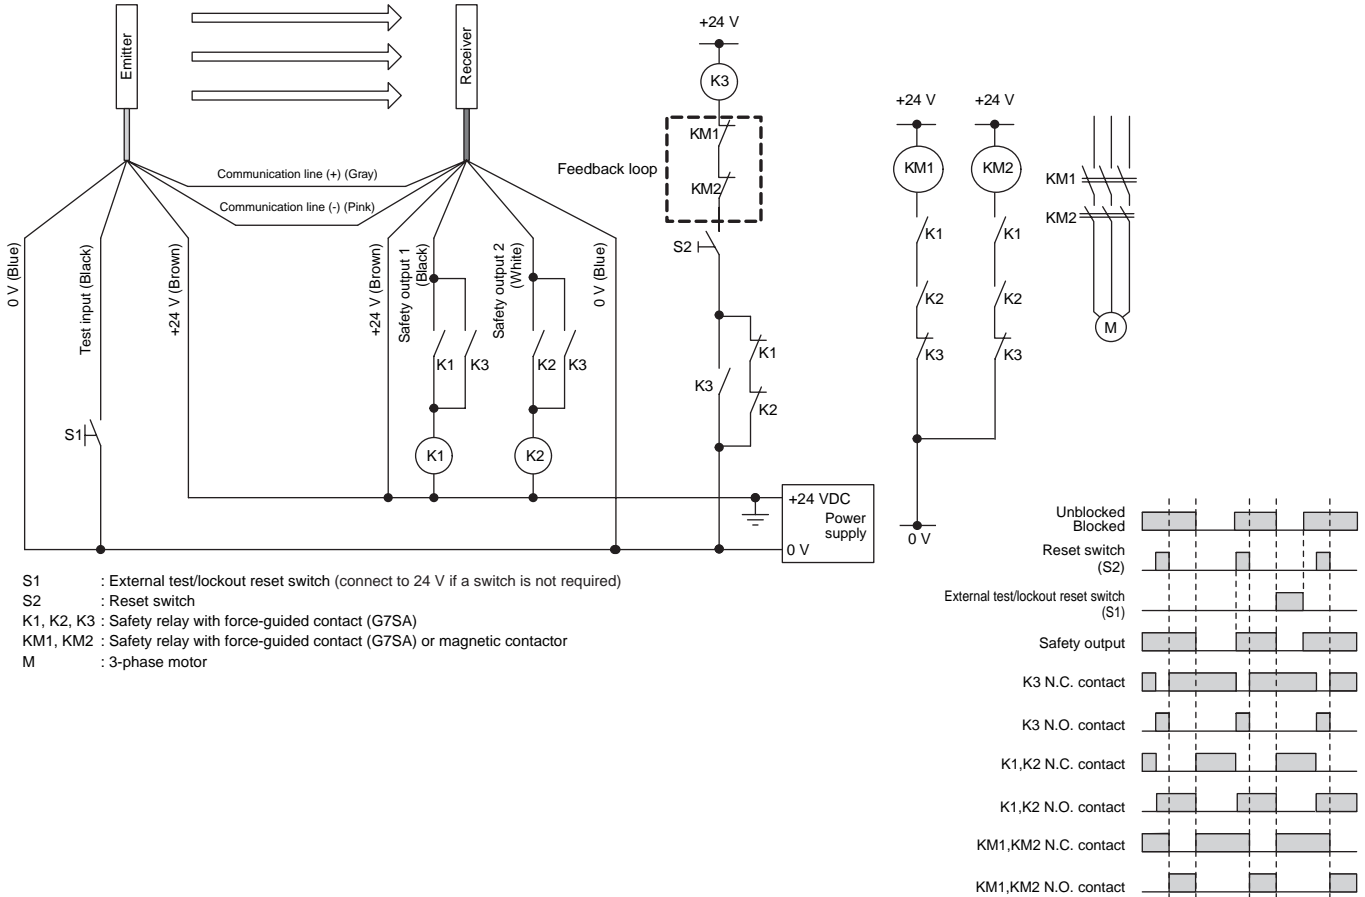 Emitter
Receiver
Communication line (+) (Gray)
Communication line (-) (Pink)
0 V (Blue)
Test input (Black)
+24 V (Brown)
+24 V (Brown)
Safety output 1
(Black)
Safety output 2
(White)
0 V (Blue)
S1
K1
K3
K2
K3
K1
K2
+24 V
K3
KM1
Feedback loop
KM2
S2
K1
K3
K2
+24 VDC
Power
supply
0 V
+24 V
+24 V
KM1
KM2
K1
K1
K2
K2
K3
K3
0 V
KM1
KM2
M
S1 : External test/lockout reset switch (connect to 24 V if a switch is not required)
S2 : Reset switch
K1, K2, K3 : Safety relay with force-guided contact (G7SA)
KM1, KM2 : Safety relay with force-guided contact (G7SA) or magnetic contactor
M : 3-phase motor
Unblocked
Blocked
Reset switch
(S2)
External test/lockout reset switch
(S1)
Safety output
K3 N.C. contact
K3 N.O. contact
K1,K2 N.C. contact
K1,K2 N.O. contact
KM1,KM2 N.C. contact
KM1,KM2 N.O. contact